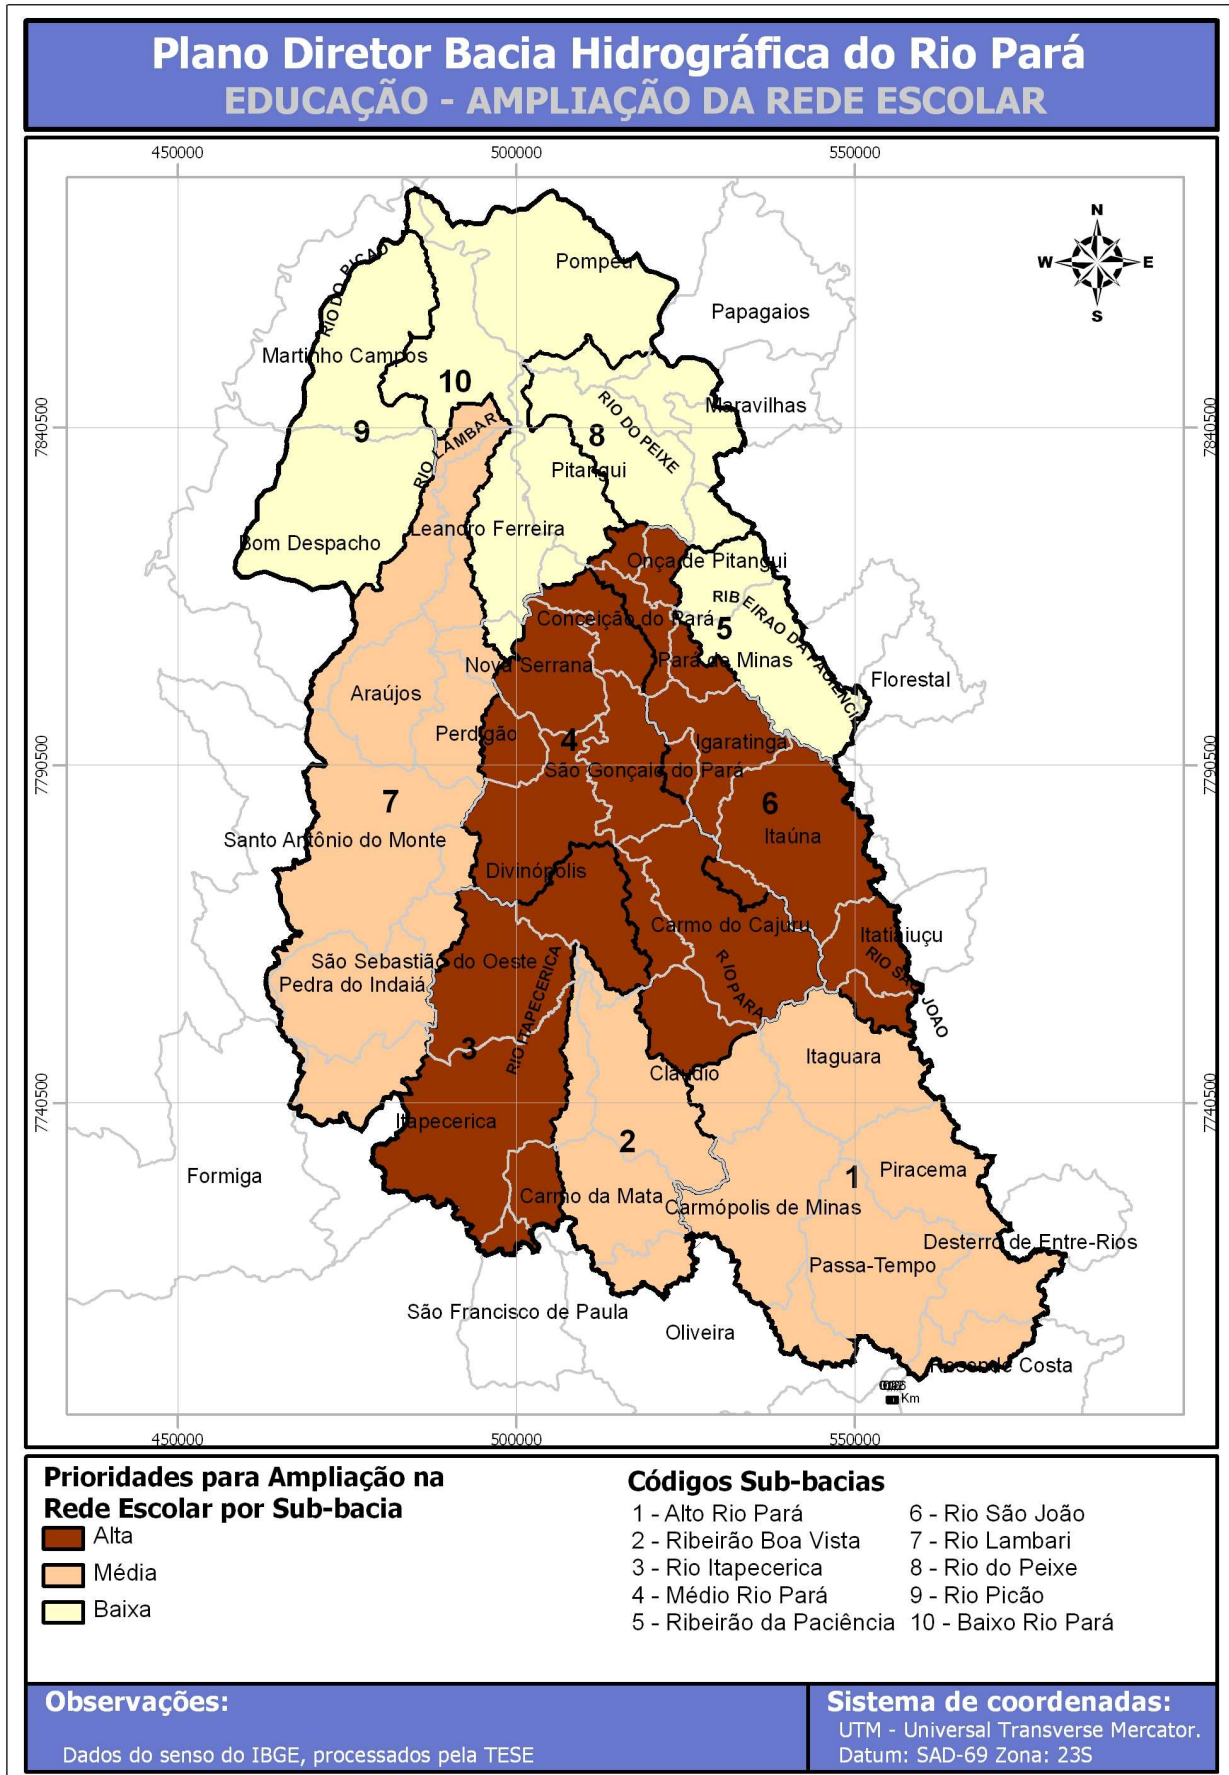 Plano Diretor Bacia Hidrográfica do Rio Pará
EDUCAÇÃO - AMPLIAÇÃO DA REDE ESCOLAR
450000
500000
550000
N
W
E
S
7840500
7840500
7790500
7790500
7740500
7740500
Pompéu
Papagaios
RIO DO PICAO
Martinho Campos
10
Maravilhas
RIO DO PEIXE
9
8
RIO LAMBARI
Pitangui
Leandro Ferreira
Bom Despacho
Onça de Pitangui
RIBEIRAO DA PACIENCIA
Conceição do Pará
5
Nova Serrana
Pará de Minas
Florestal
Araújos
Perdigão
4
Igaratinga
São Gonçalo do Pará
7
6
Itaúna
Santo Antônio do Monte
Divinópolis
Carmo do Cajuru
Itatiaiuçu
RIO SAO JOAO
São Sebastião do Oeste
Pedra do Indaiá
RIO ITAPECERICA
RIO PARA
3
Itaguara
Cláudio
Itapecerica
2
Formiga
Piracema
1
Carmo da Mata
Carmópolis de Minas
Desterro de Entre-Rios
Passa-Tempo
São Francisco de Paula
Oliveira
Resende Costa
Km
450000
500000
550000
Prioridades para Ampliação na
Rede Escolar por Sub-bacia
Alta
Média
Baixa
Códigos Sub-bacias
1 - Alto Rio Pará
2 - Ribeirão Boa Vista
3 - Rio Itapecerica
4 - Médio Rio Pará
5 - Ribeirão da Paciência
6 - Rio São João
7 - Rio Lambari
8 - Rio do Peixe
9 - Rio Picão
10 - Baixo Rio Pará
Observações:
Dados do senso do IBGE, processados pela TESE
Sistema de coordenadas:
UTM - Universal Transverse Mercator.
Datum: SAD-69 Zona: 23S